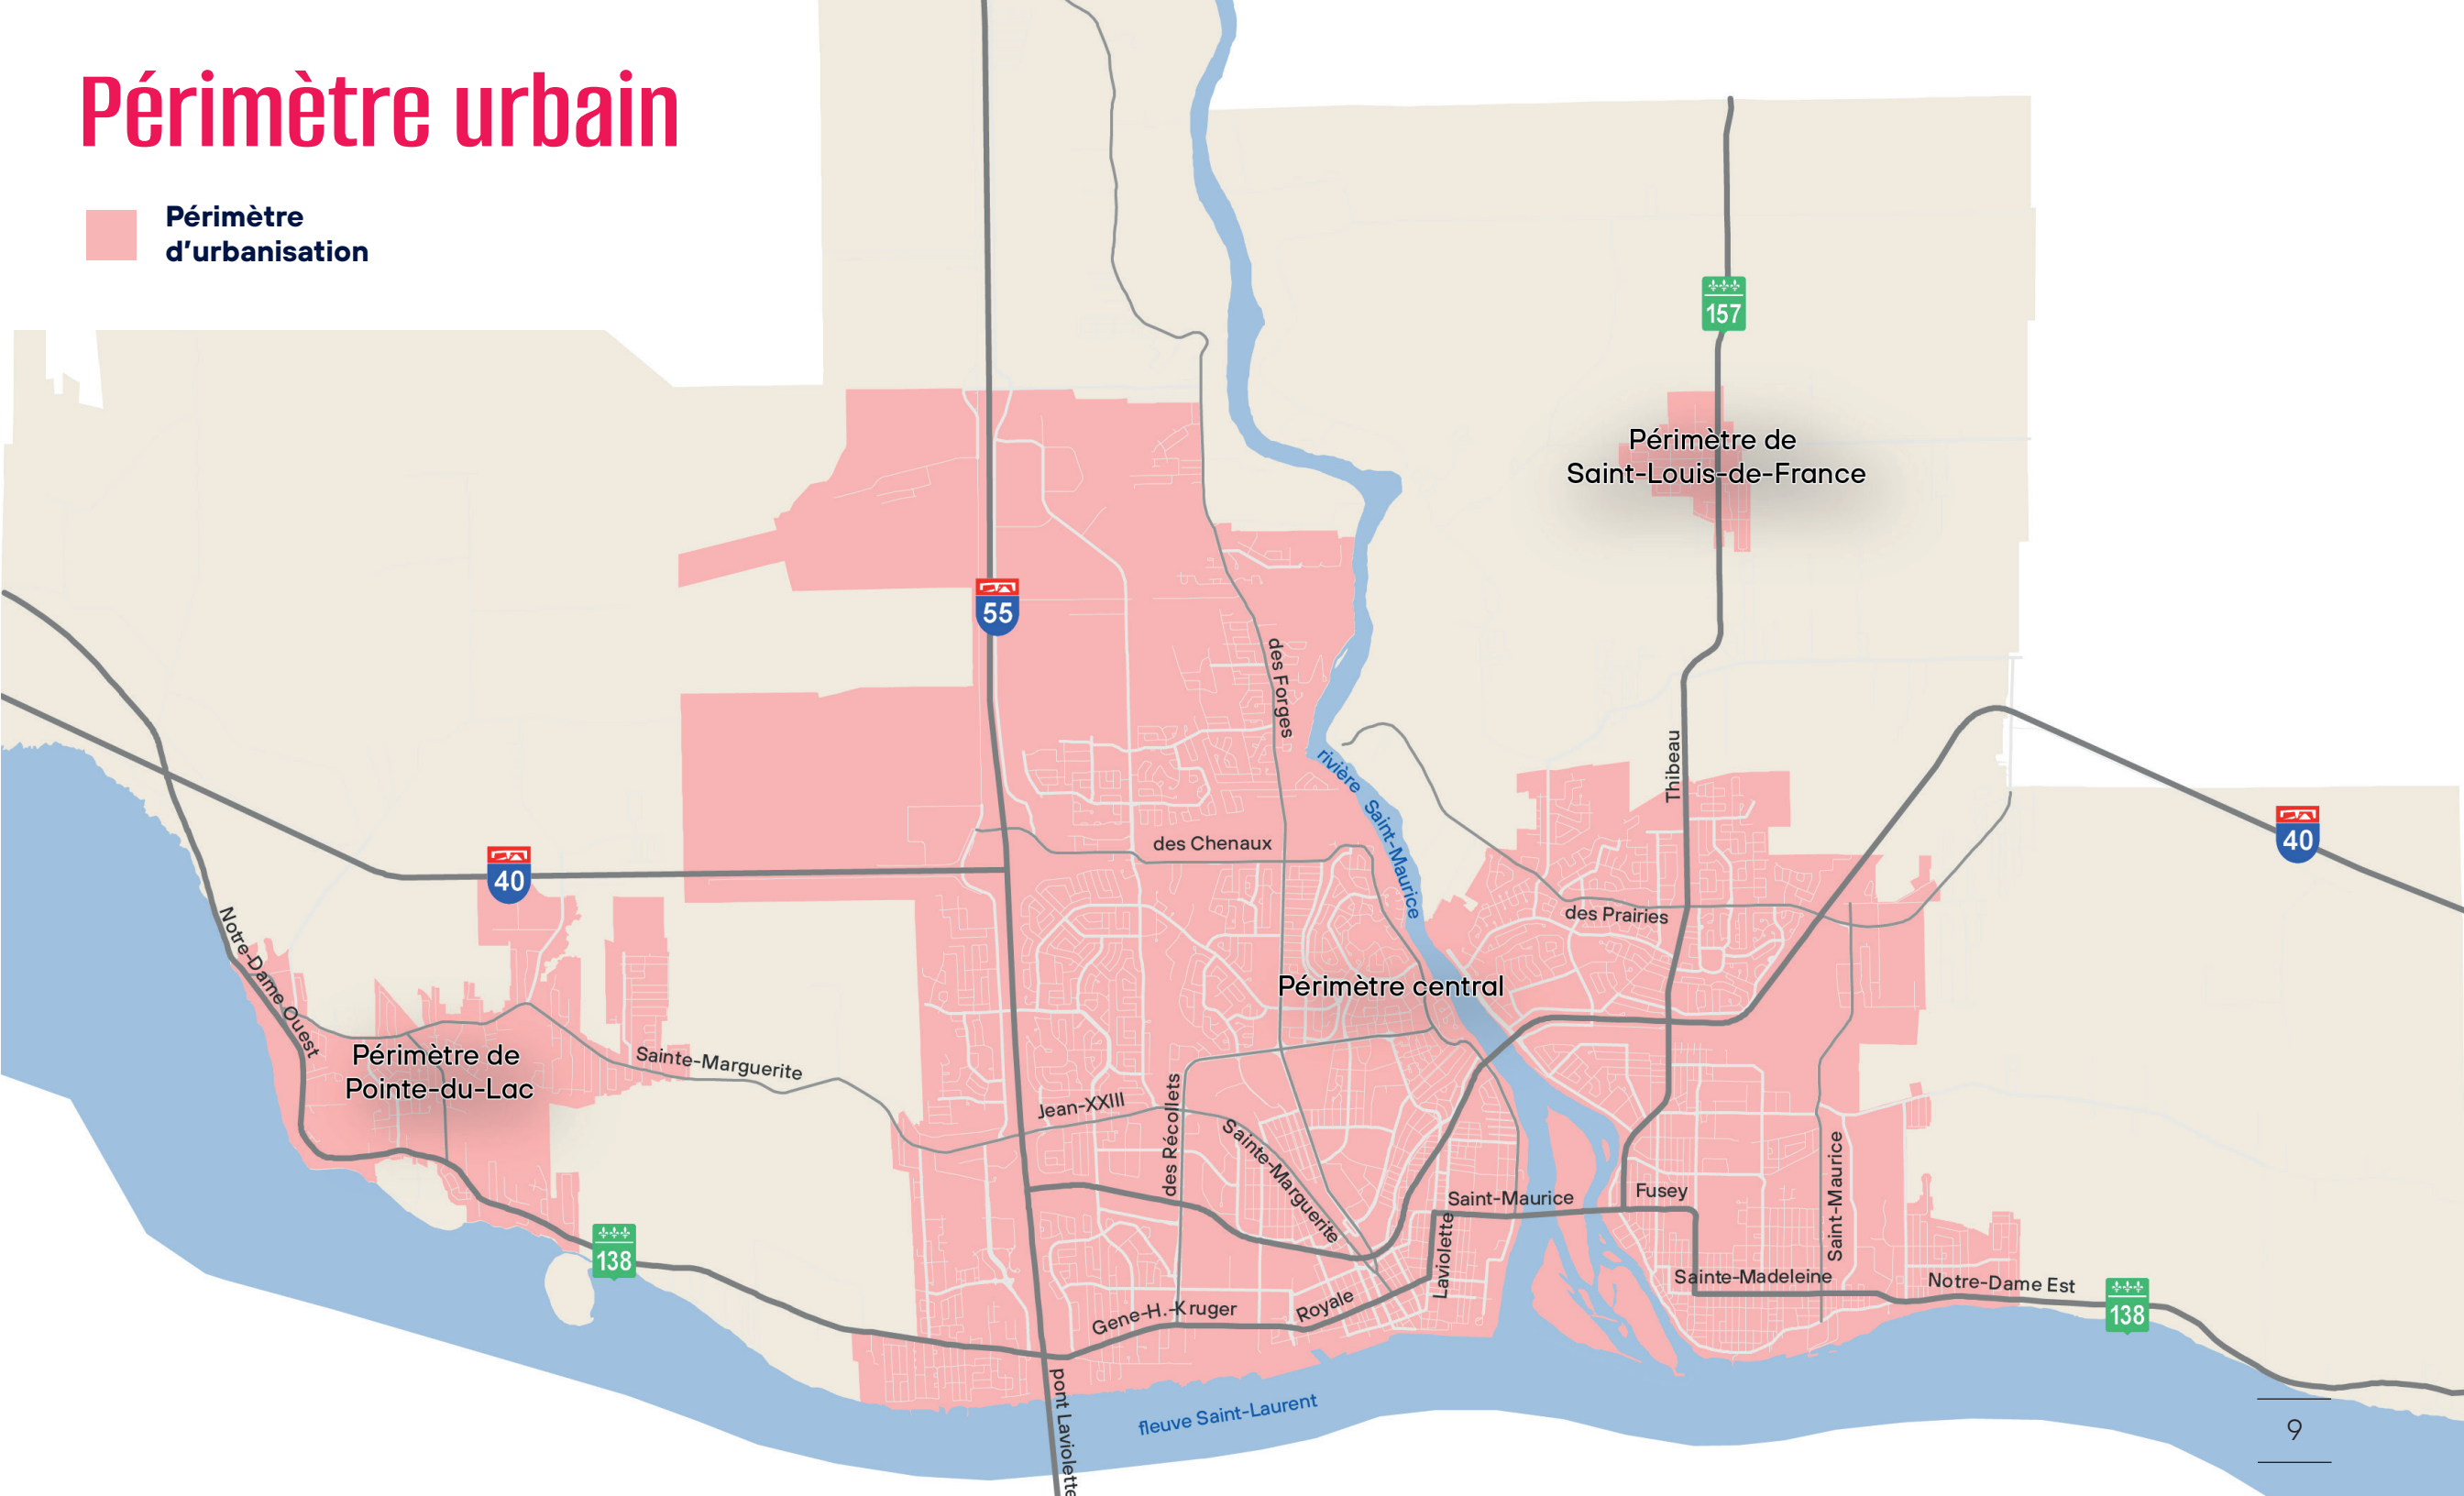 Périmètre urbain
Périmètre
d'urbanisation
157
Périmètre de
Saint-Louis-de-France
55
des Forges
rivière Saint-Maurice
Thibeau
des Chenaux
40
40
des Prairies
Notre-Dame Ouest
Périmètre central
Périmètre de
Pointe-du-Lac
Sainte-Marguerite
Jean-XXIII
des Récollets
Sainte-Marguerite
Saint-Maurice
Fusey
Saint-Maurice
Laviolette
138
Sainte-Madeleine
Notre-Dame Est
138
Gene-H.-Kruger
Royale
pont Laviolette
fleuve Saint-Laurent
9